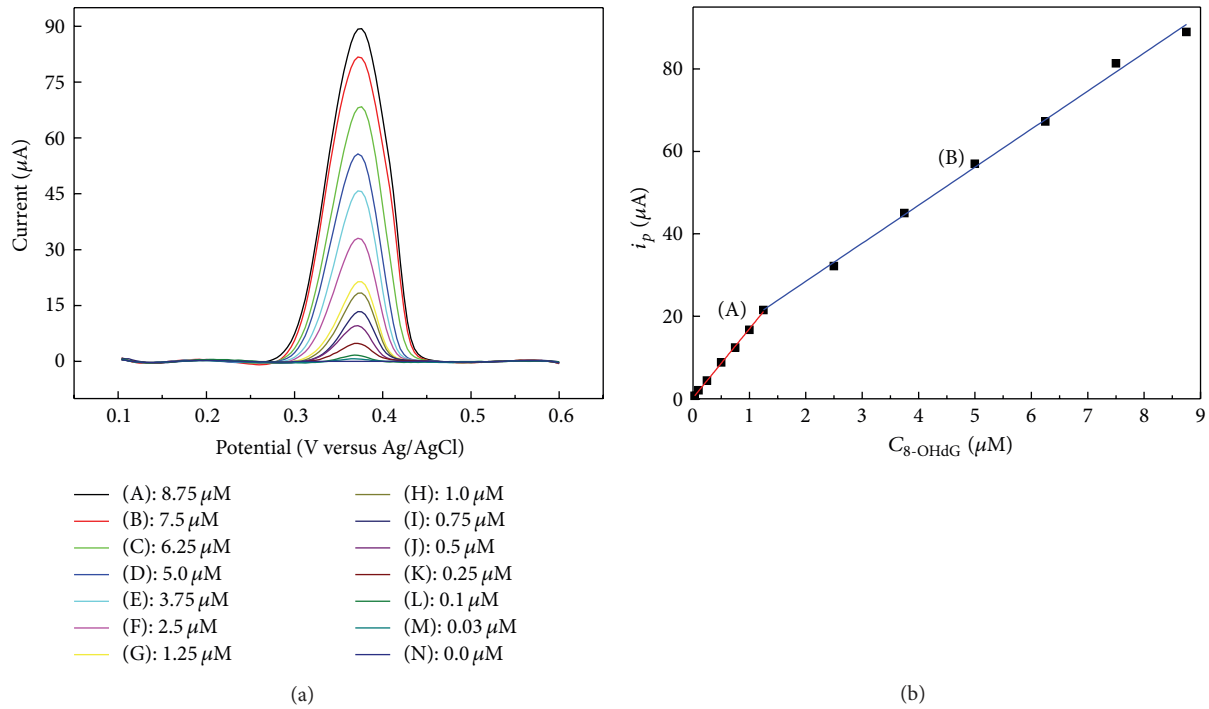 90
75
60
45
30
15
0
Current (μA)
0.1 0.2 0.3 0.4 0.5 0.6
Potential (V versus Ag/AgCl)
(A): 8.75 μM
(B): 7.5 μM
(C): 6.25 μM
(D): 5.0 μM
(E): 3.75 μM
(F): 2.5 μM
(G): 1.25 μM
(H): 1.0 μM
(I): 0.75 μM
(J): 0.5 μM
(K): 0.25 μM
(L): 0.1 μM
(M): 0.03 μM
(N): 0.0 μM
(a)
80
60
40
20
0
i_p (μA)
(A)
(B)
0 1 2 3 4 5 6 7 8 9
C_8-OHdG (μM)
(b)